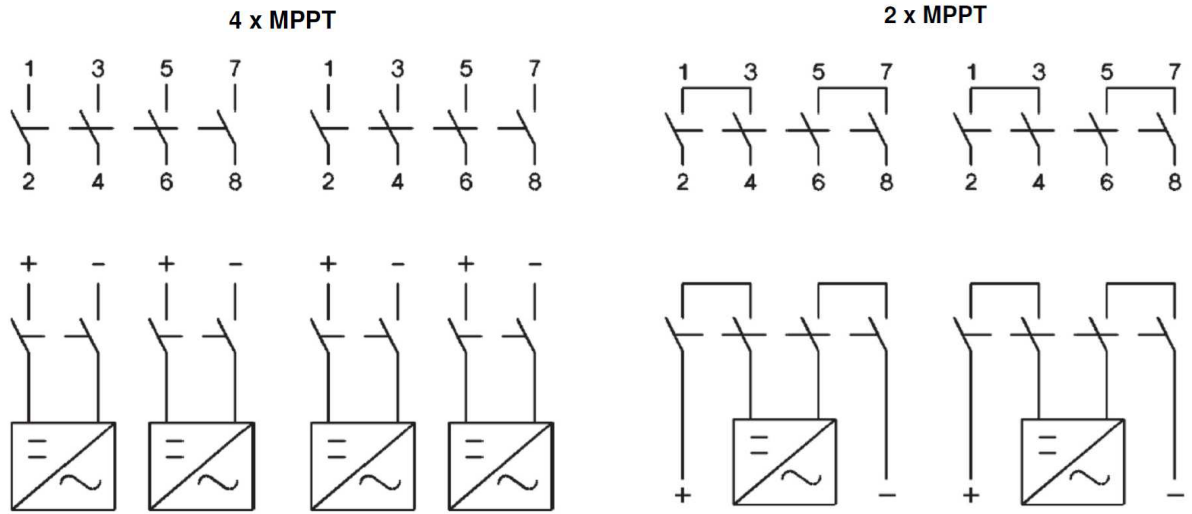 4 x MPPT
2 x MPPT
1 3 5 7 1 3 5 7
1 3 5 7 1 3 5 7
2 4 6 8 2 4 6 8
2 4 6 8 2 4 6 8
+ - + - + - + -
+ - + -